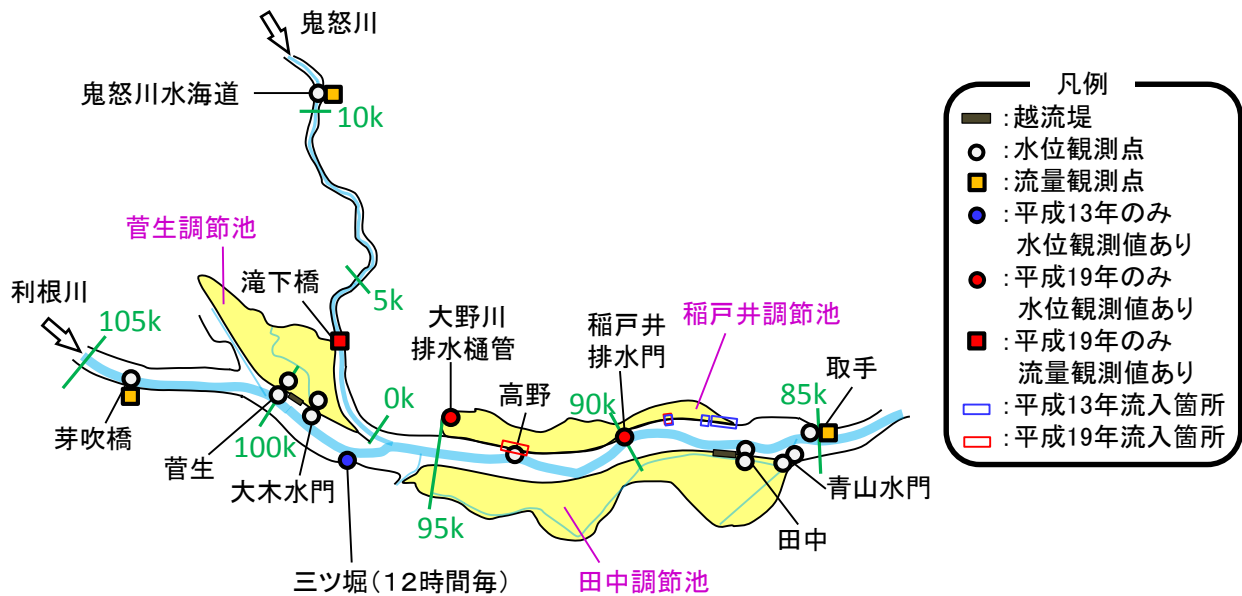 鬼怒川
鬼怒川水海道
10k
菅生調節池
滝下橋
5k
利根川
105k
大野川
排水樋管
稲戸井
排水門
稲戸井調節池
取手
高野
0k
90k
85k
芽吹橋
100k
菅生
大木水門
95k
青山水門
田中
三ツ堀(12時間毎)
田中調節池
凡例
:越流堤
:水位観測点
:流量観測点
:平成13年のみ
水位観測値あり
:平成19年のみ
水位観測値あり
:平成19年のみ
流量観測値あり
:平成13年流入箇所
:平成19年流入箇所